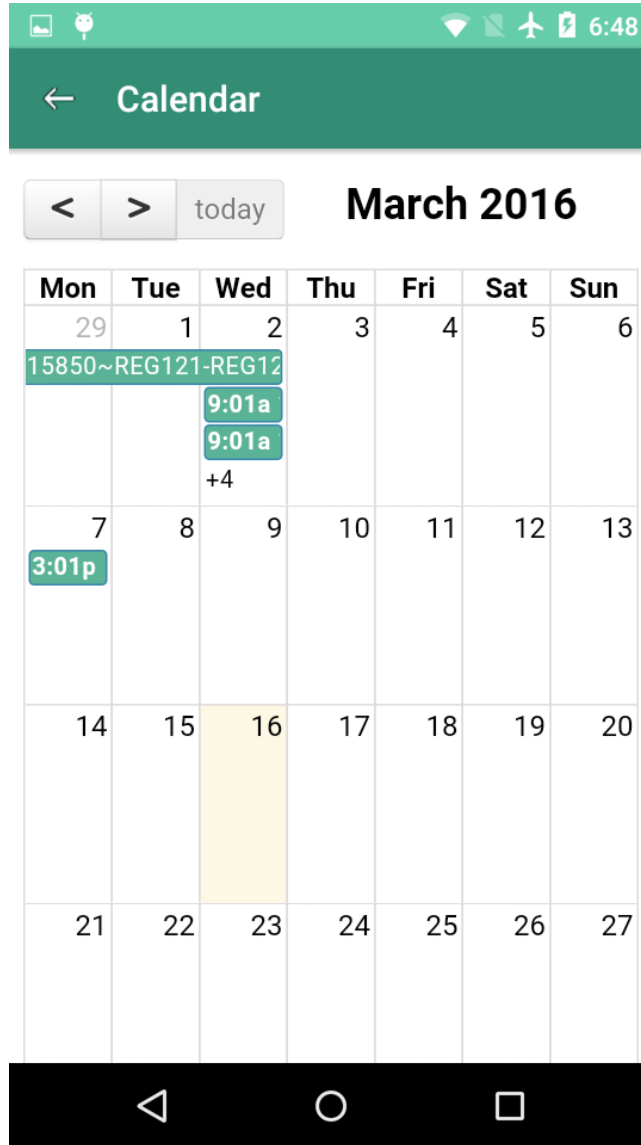 6:48
Calendar
< > today March 2016
Mon Tue Wed Thu Fri Sat Sun
29 1 2 3 4 5 6
15850~REG121-REG12
9:01a
9:01a
+4
7 8 9 10 11 12 13
3:01p
14 15 16 17 18 19 20
21 22 23 24 25 26 27